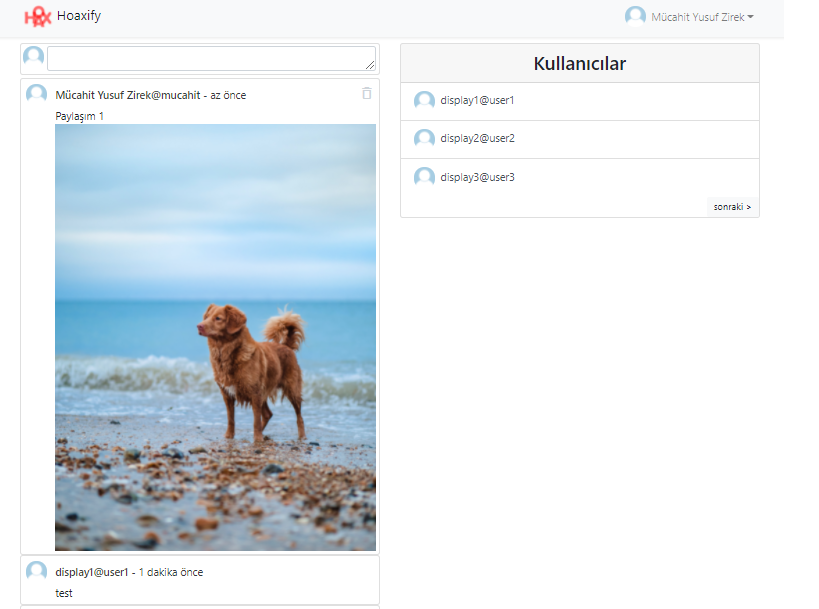 Hoaxify
Mücahit Yusuf Zirek
Mücahit Yusuf Zirek@mucahit - az önce
Paylaşım 1
display1@user1 - 1 dakika önce
test
Kullanıcılar
display1@user1
display2@user2
display3@user3
sonraki >